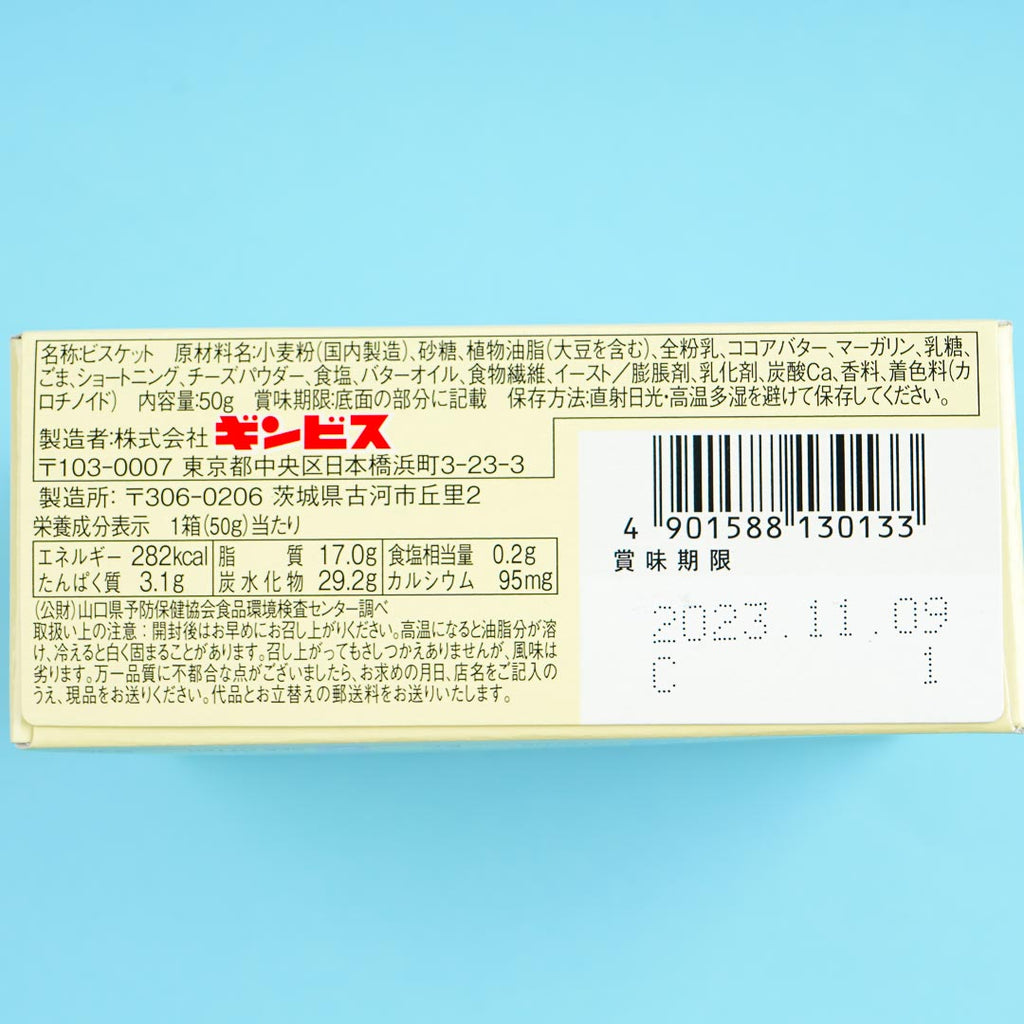 名称:ビスケット 原材料名:小麦粉(国内製造)、砂糖、植物油脂(大豆を含む)、全粉乳、ココアバター、マーガリン、乳糖、
ごま、ショートニング、チーズパウダー、食塩、バターオイル、食物繊維、イースト/膨脹剤、乳化剤、炭酸Ca、香料、着色料(カ
ロチノイド) 内容量:50g 賞味期限:底面の部分に記載 保存方法:直射日光・高温多湿を避けて保存してください。
製造者:株式会社 ギンビス
〒103-0007 東京都中央区日本橋浜町3-23-3
製造所:〒306-0206 茨城県古河市丘里2
栄養成分表示 1箱(50g)当たり
エネルギー 282kcal 脂質 17.0g 食塩相当量 0.2g
たんぱく質 3.1g 炭水化物 29.2g カルシウム 95mg
(公財)山口県予防保健協会食品環境検査センター調べ
取扱い上の注意:開封後はお早めにお召し上がりください。高温になると油脂分が溶
け、冷えると白く固まることがあります。召し上がってもさしつかえありませんが、風味は
劣ります。万一品質に不都合な点がございましたら、お求めの月日、店名をご記入の
うえ、現品をお送りください。代品とお立替えの郵送料をお送りいたします。
4 901588 130133
賞味期限
2023.11.09
C 1